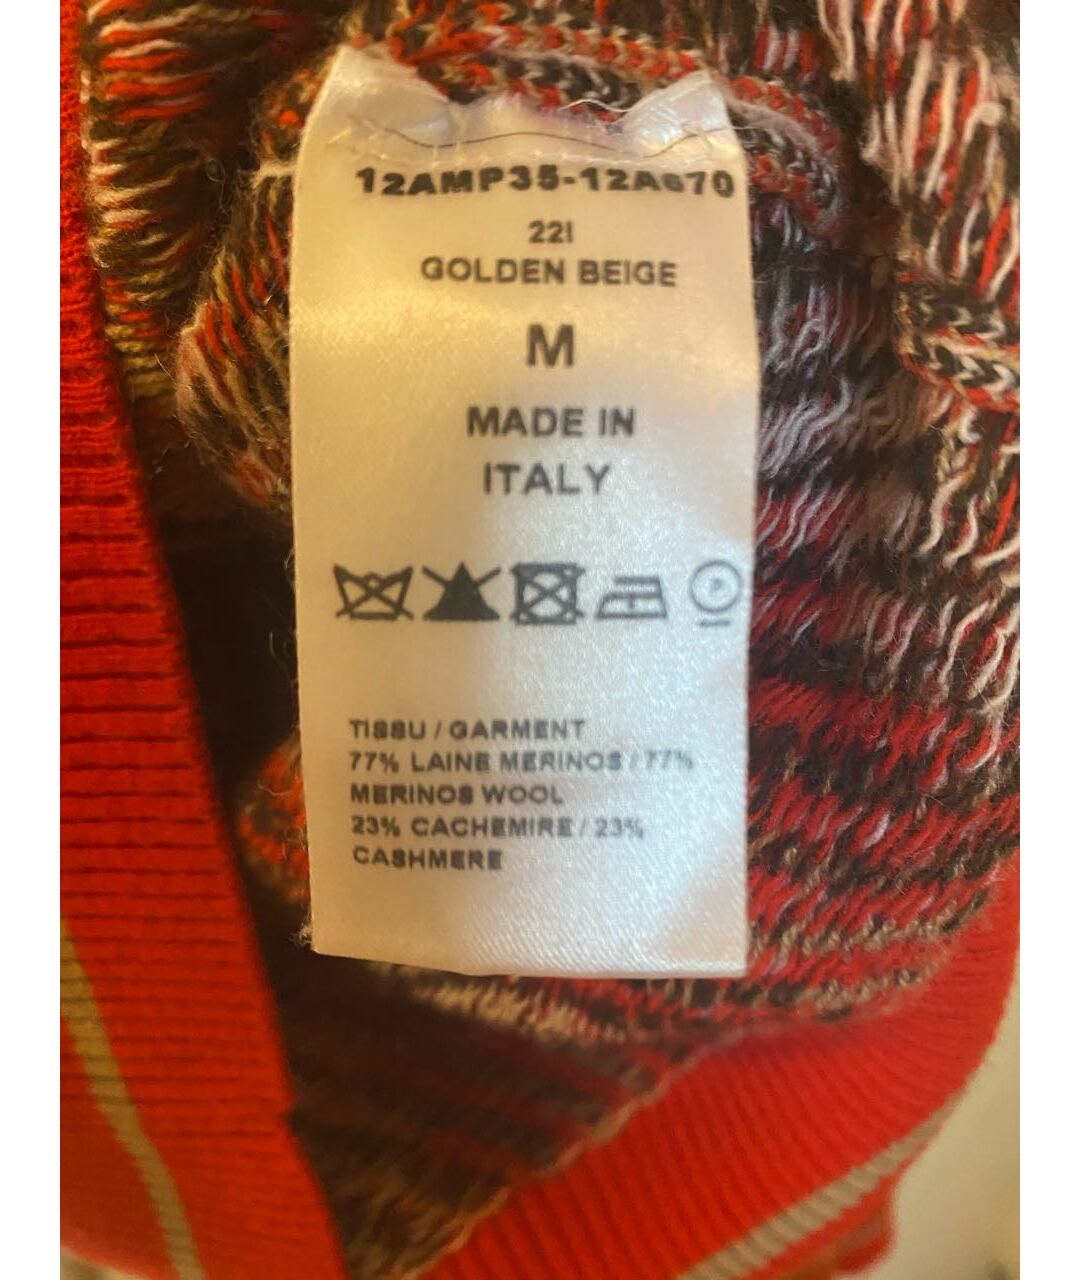 12AMP35-12A670
22I
GOLDEN BEIGE
M
MADE IN
ITALY
P
TISSU / GARMENT
77% LAINE MERINOS / 77%
MERINOS WOOL
23% CACHEMIRE / 23%
CASHMERE